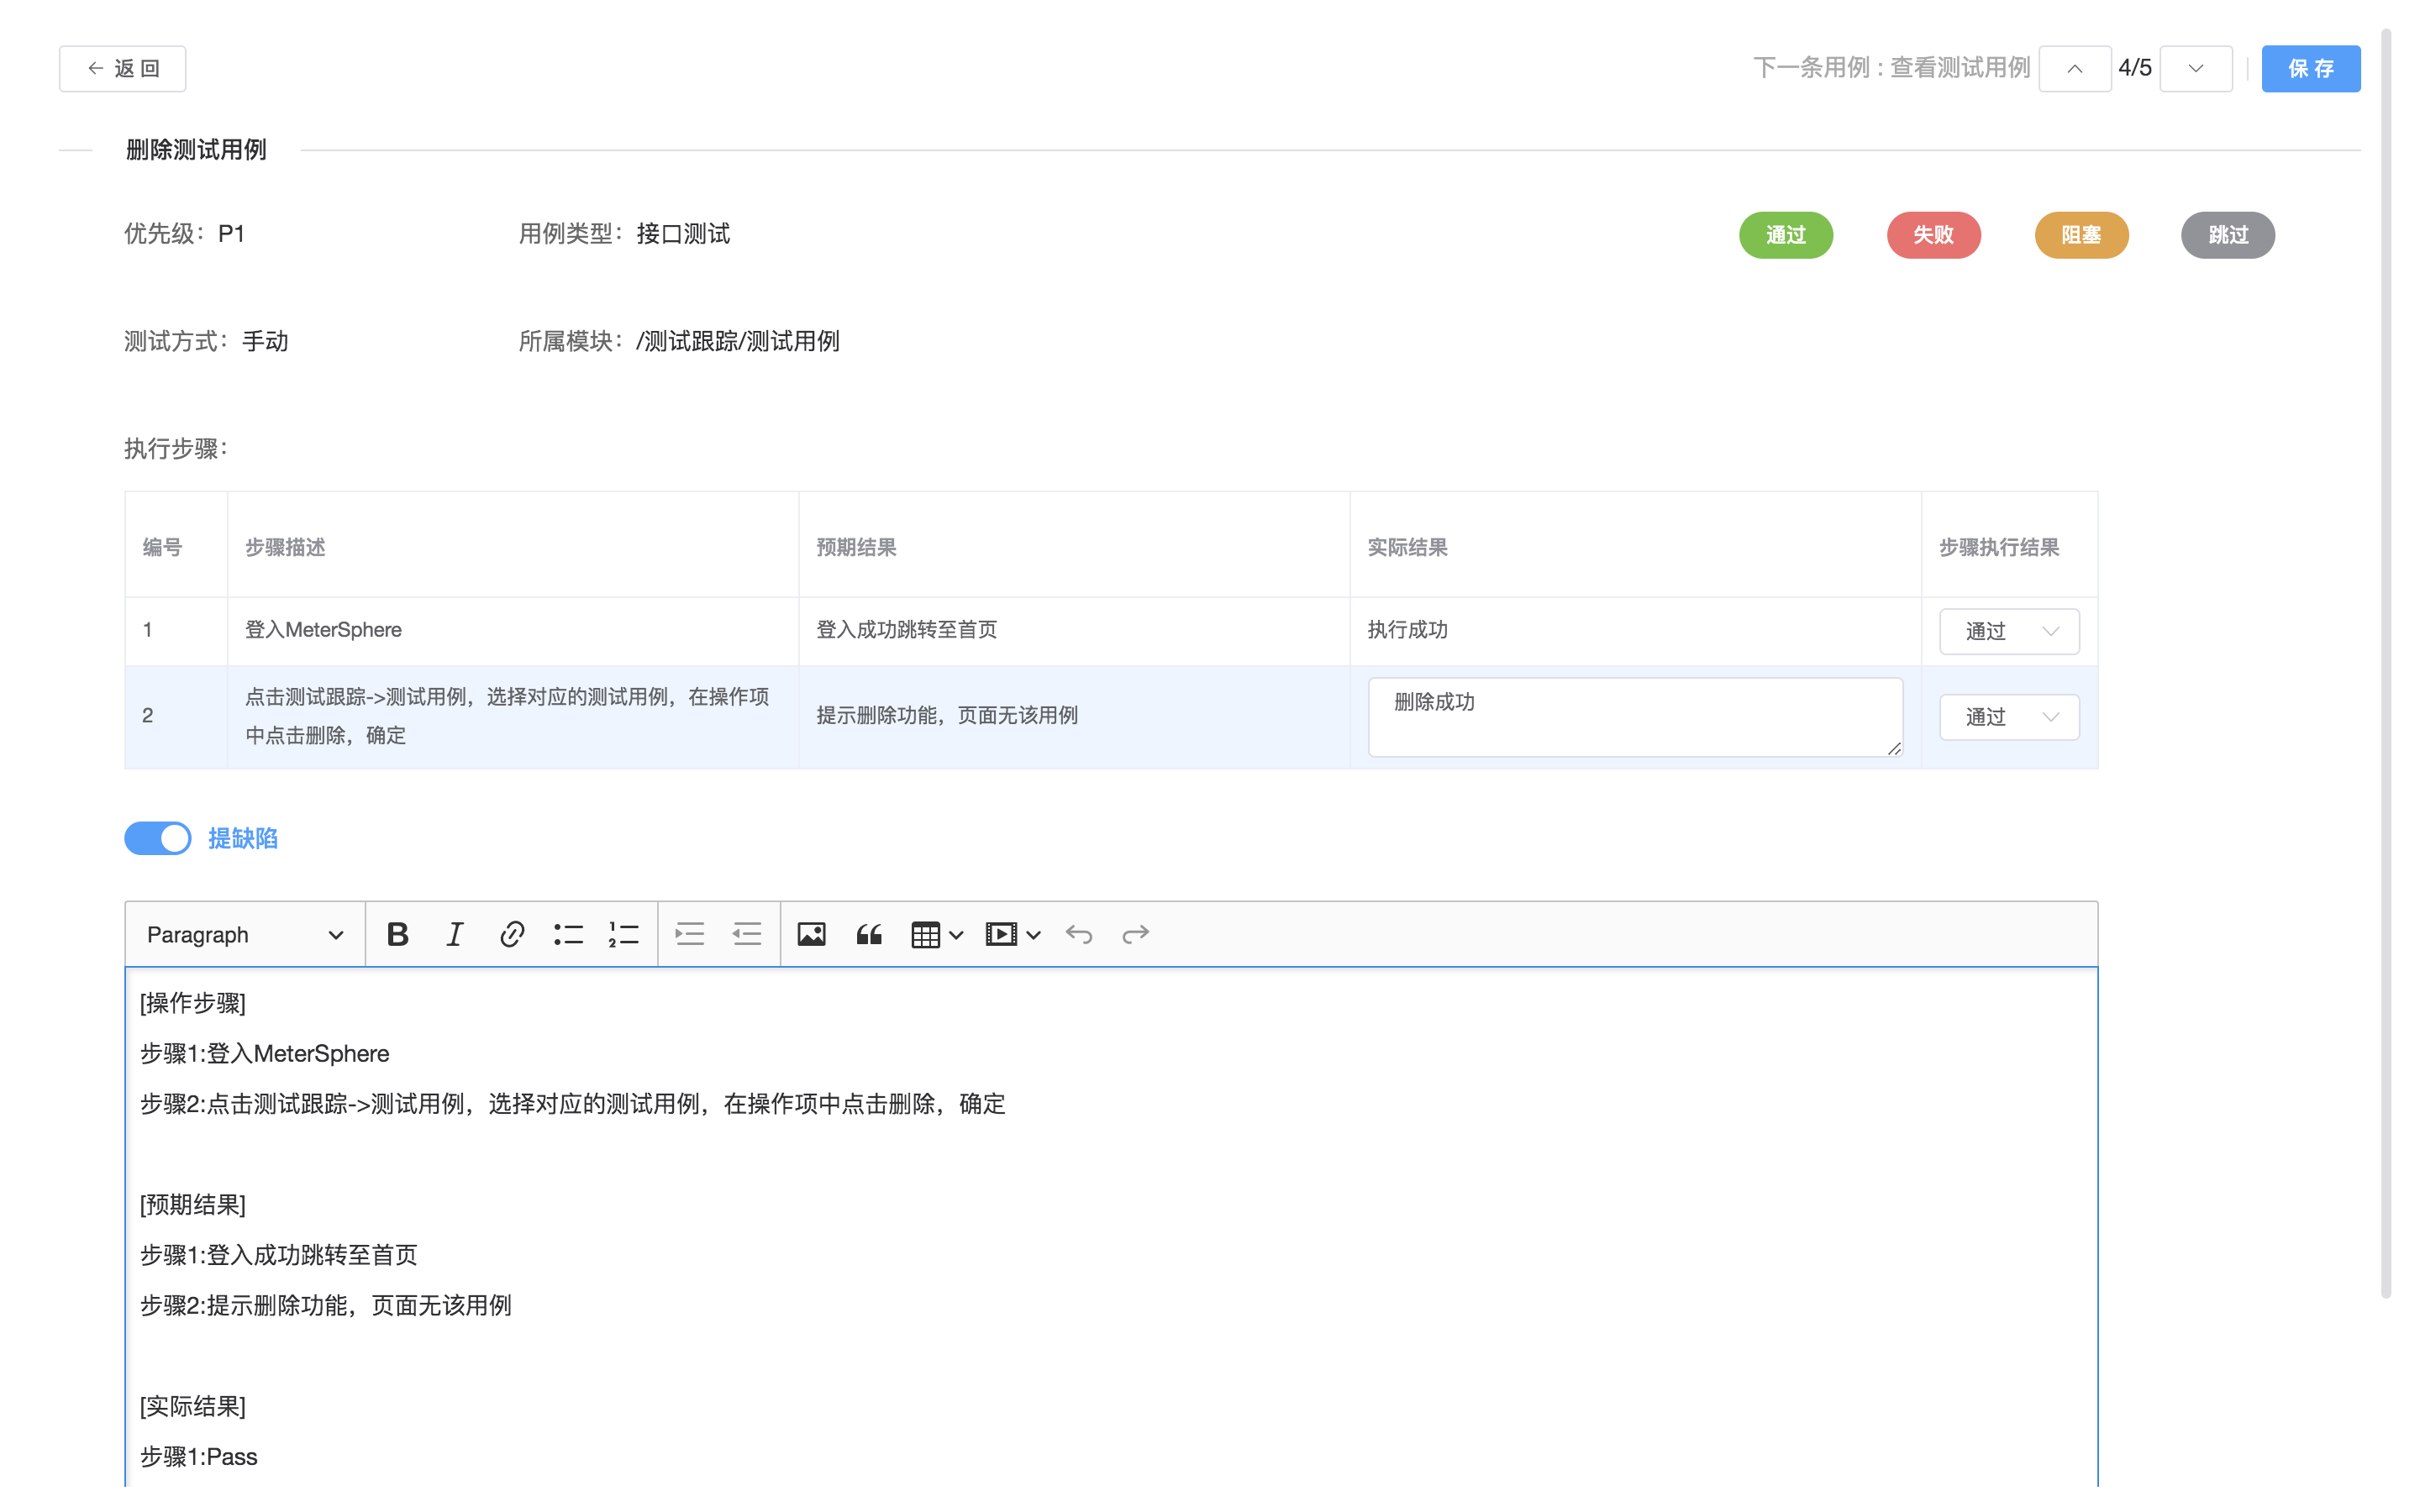 返 回
下一条用例 : 查看测试用例
4/5
保 存
删除测试用例
优先级：P1
用例类型：接口测试
通过
失败
阻塞
跳过
测试方式：手动
所属模块：/测试跟踪/测试用例
执行步骤：
编号
步骤描述
预期结果
实际结果
步骤执行结果
1
登入MeterSphere
登入成功跳转至首页
执行成功
通过
2
点击测试跟踪->测试用例，选择对应的测试用例，在操作项
中点击删除，确定
提示删除功能，页面无该用例
删除成功
通过
提缺陷
Paragraph
[操作步骤]
步骤1:登入MeterSphere
步骤2:点击测试跟踪->测试用例，选择对应的测试用例，在操作项中点击删除，确定
[预期结果]
步骤1:登入成功跳转至首页
步骤2:提示删除功能，页面无该用例
[实际结果]
步骤1:Pass